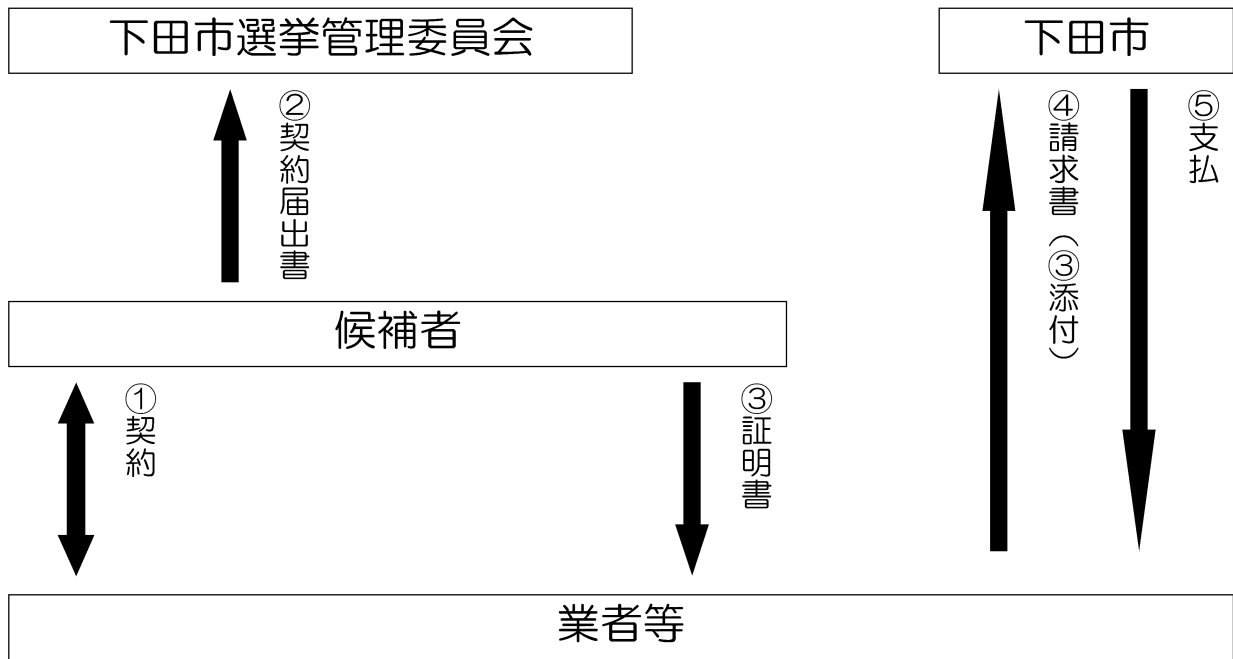 下田市選挙管理委員会
下田市
②契約届出書
④請求書（③添付）
⑤支払
候補者
①契約
③証明書
業者等